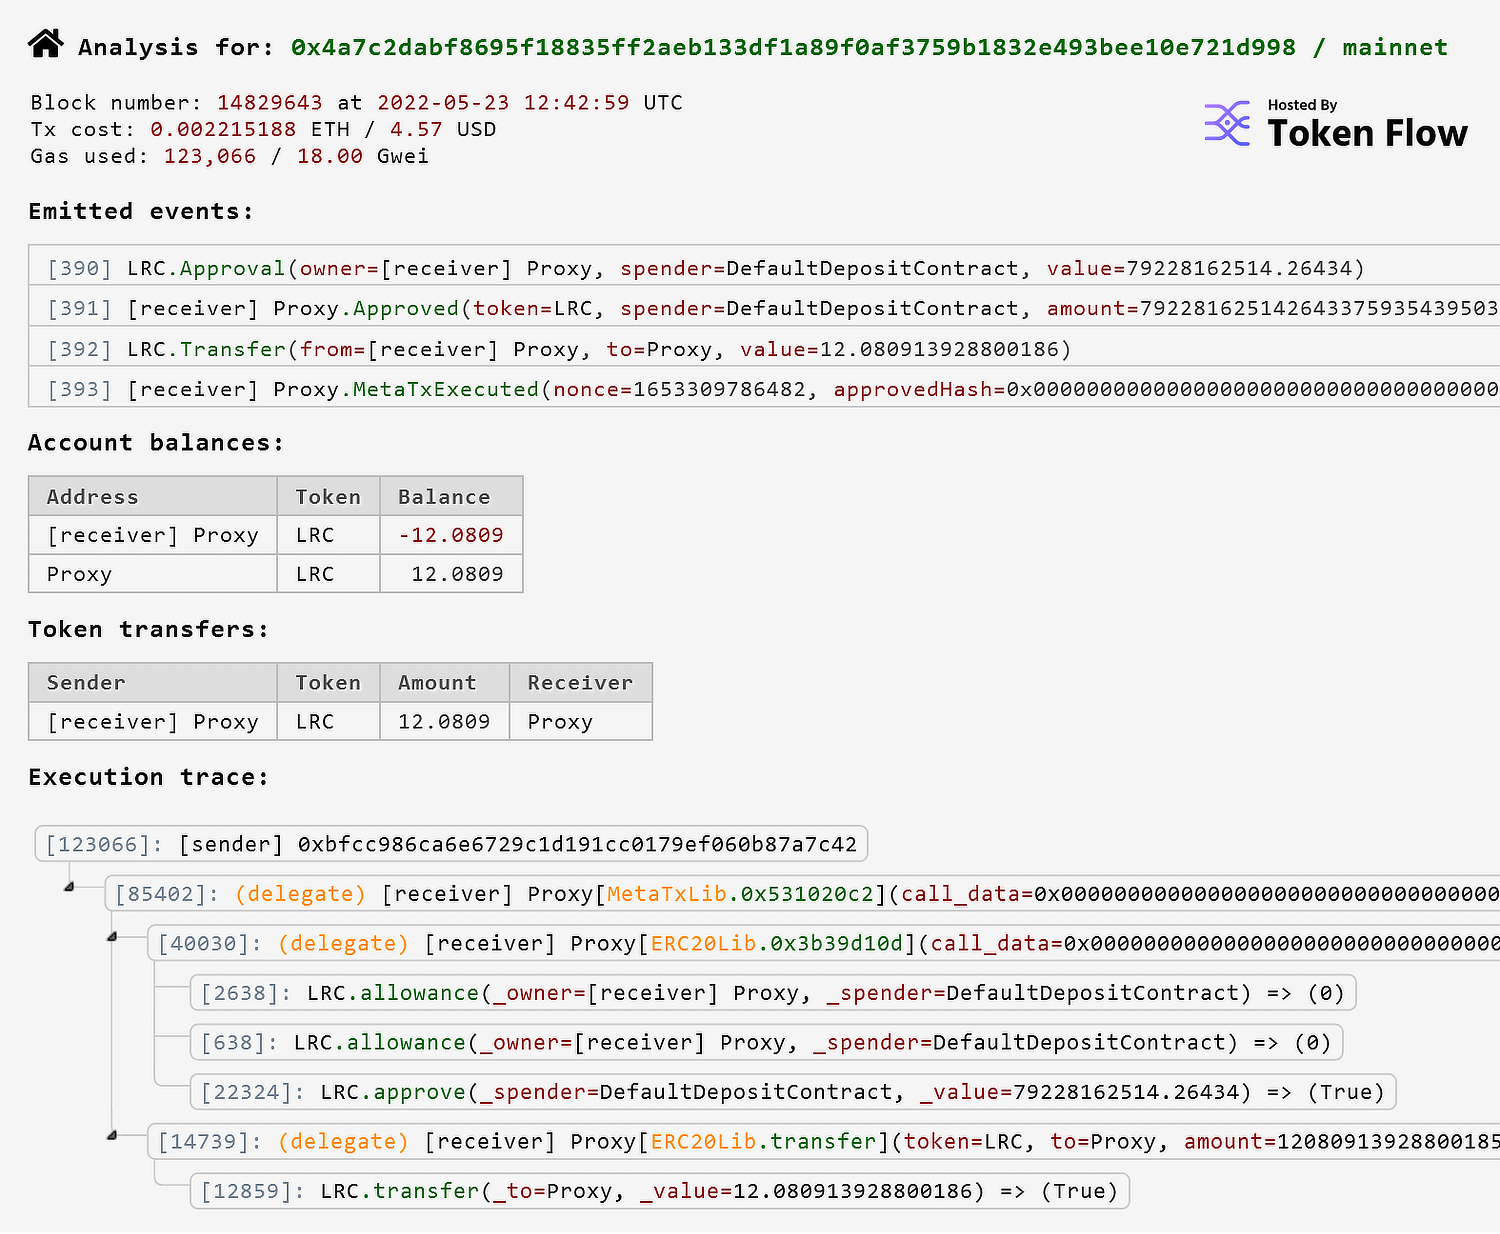 Analysis for: 0x4a7c2dabf8695f18835ff2aeb133df1a89f0af3759b1832e493bee10e721d998 / mainnet
Block number: 14829643 at 2022-05-23 12:42:59 UTC
Tx cost: 0.002215188 ETH / 4.57 USD
Gas used: 123,066 / 18.00 Gwei
Hosted By
Token Flow
Emitted events:
[390] LRC.Approval(owner=[receiver] Proxy, spender=DefaultDepositContract, value=79228162514.26434)
[391] [receiver] Proxy.Approved(token=LRC, spender=DefaultDepositContract, amount=792281625142643375935439503
[392] LRC.Transfer(from=[receiver] Proxy, to=Proxy, value=12.080913928800186)
[393] [receiver] Proxy.MetaTxExecuted(nonce=1653309786482, approvedHash=0x00000000000000000000000000000000000
Account balances:
Address Token Balance
[receiver] Proxy LRC -12.0809
Proxy LRC 12.0809
Token transfers:
Sender Token Amount Receiver
[receiver] Proxy LRC 12.0809 Proxy
Execution trace:
[123066]: [sender] 0xbfcc986ca6e6729c1d191cc0179ef060b87a7c42
[85402]: (delegate) [receiver] Proxy[MetaTxLib.0x531020c2](call_data=0x000000000000000000000000000000000
[40030]: (delegate) [receiver] Proxy[ERC20Lib.0x3b39d10d](call_data=0x0000000000000000000000000000000
[2638]: LRC.allowance(_owner=[receiver] Proxy, _spender=DefaultDepositContract) => (0)
[638]: LRC.allowance(_owner=[receiver] Proxy, _spender=DefaultDepositContract) => (0)
[22324]: LRC.approve(_spender=DefaultDepositContract, _value=79228162514.26434) => (True)
[14739]: (delegate) [receiver] Proxy[ERC20Lib.transfer](token=LRC, to=Proxy, amount=12080913928800185
[12859]: LRC.transfer(_to=Proxy, _value=12.080913928800186) => (True)